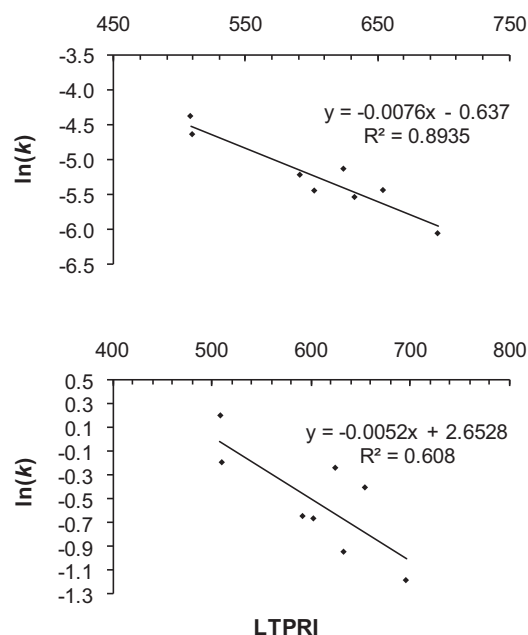 450 550 650 750
-3.5
-4.0
-4.5
-5.0
-5.5
-6.0
-6.5
ln(k)
y = -0.0076x - 0.637
R² = 0.8935
400 500 600 700 800
0.5
0.3
0.1
-0.1
-0.3
-0.5
-0.7
-0.9
-1.1
-1.3
ln(k)
y = -0.0052x + 2.6528
R² = 0.608
LTPRI